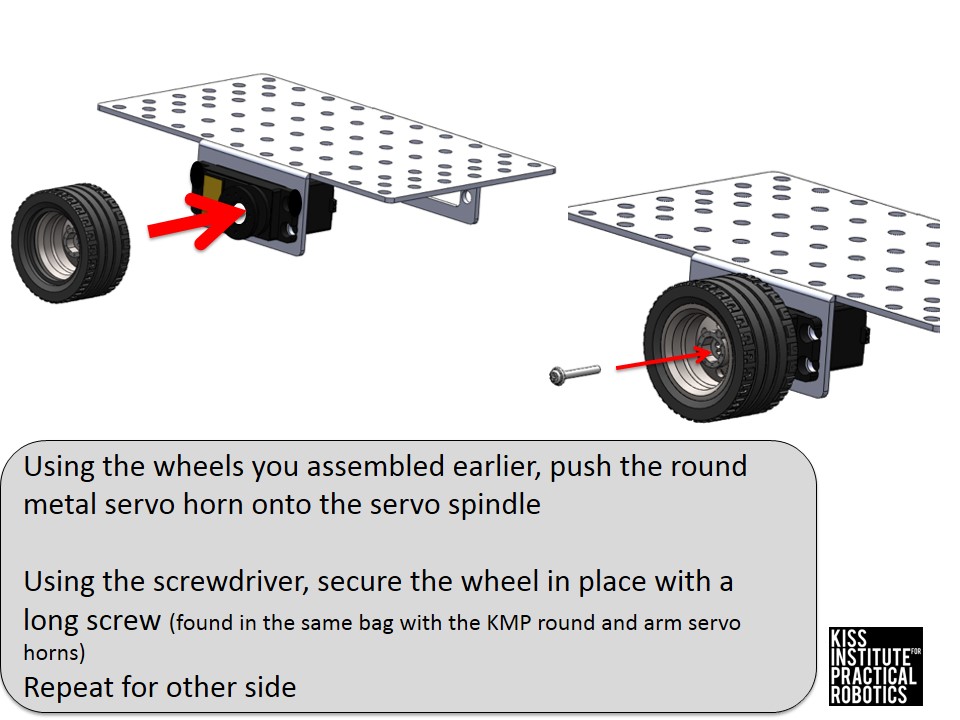 Using the wheels you assembled earlier, push the round
metal servo horn onto the servo spindle
Using the screwdriver, secure the wheel in place with a
long screw (found in the same bag with the KMP round and arm servo
horns)
Repeat for other side
KISS
INSTITUTE FOR
PRACTICAL
ROBOTICS